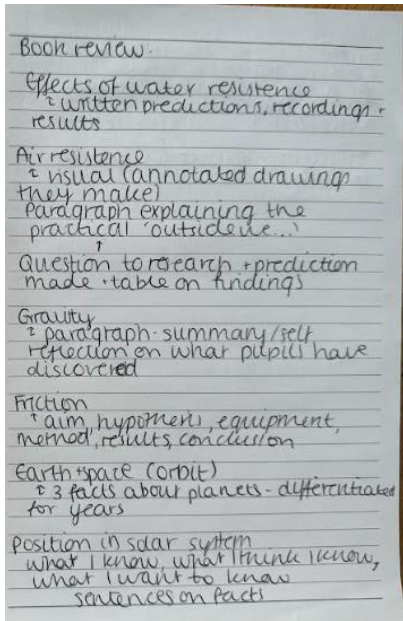 Book review.
Effects of water resistence
written predictions, recordings +
results
Air resistence
visual (annotated drawings
they make)
Paragraph explaining the
practical 'outside we...'
↑
Question to research + prediction
made + table on findings
Gravity
paragraph - summary/self
reflection on what pupils have
discovered
Friction
aim, hypothesis, equipment,
method, results, conclusion
Earth + space (orbit)
3 facts about planets - differentiated
for years
Position in solar system
what I know, what I think I know,
what I want to know
sentences on facts